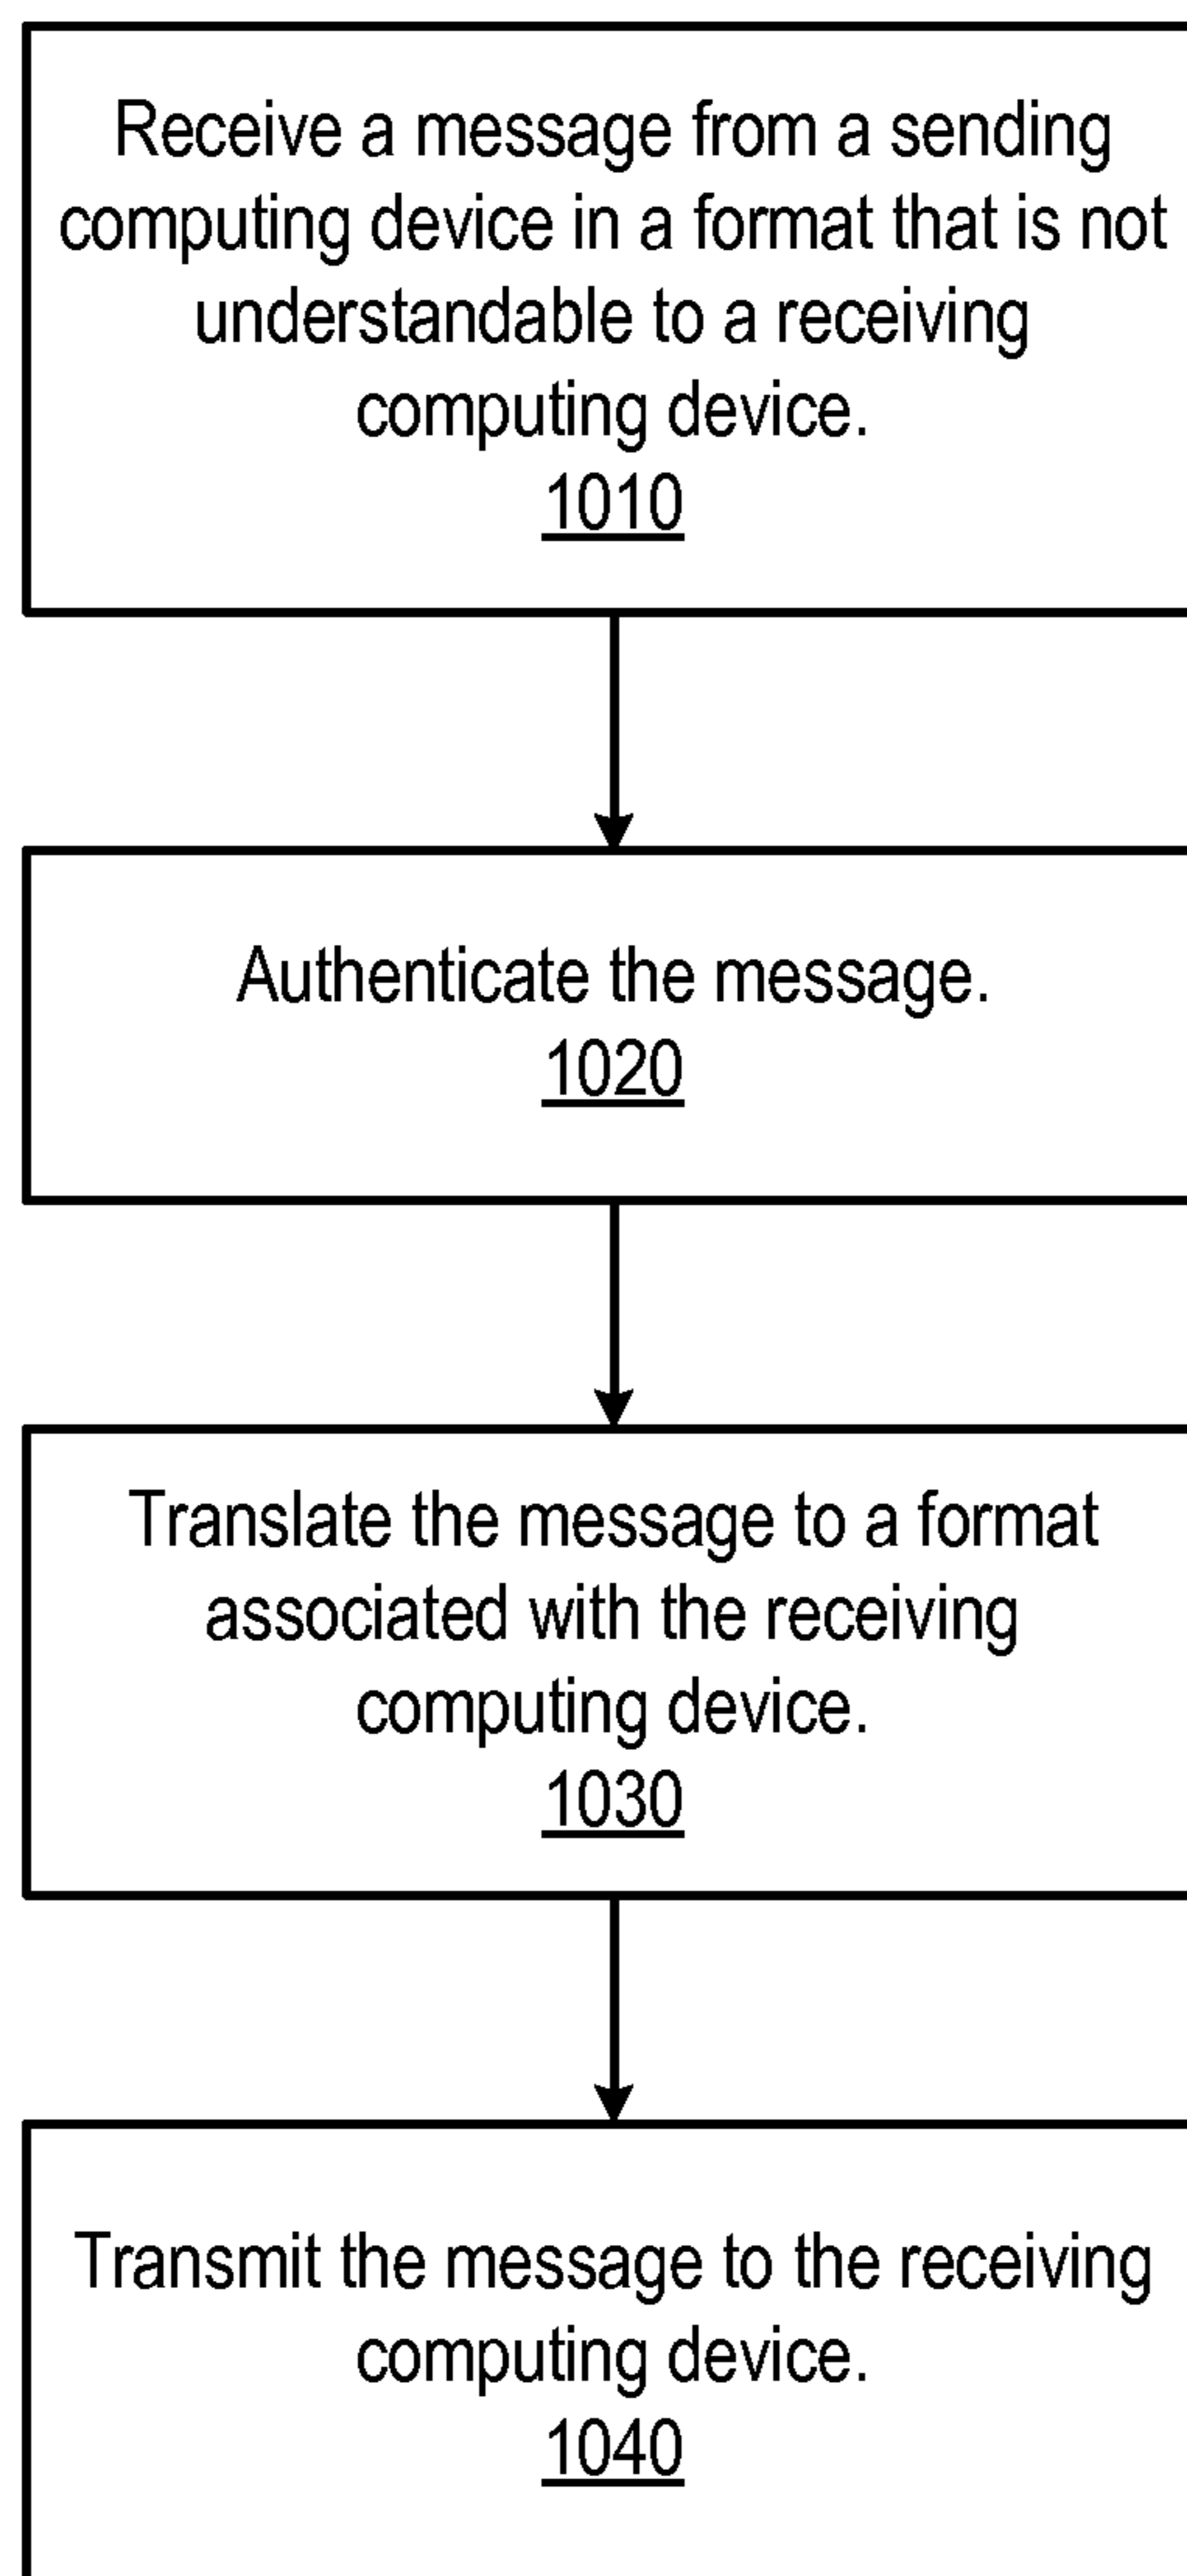 Receive a message from a sending
computing device in a format that is not
understandable to a receiving
computing device.
1010
Authenticate the message.
1020
Translate the message to a format
associated with the receiving
computing device.
1030
Transmit the message to the receiving
computing device.
1040